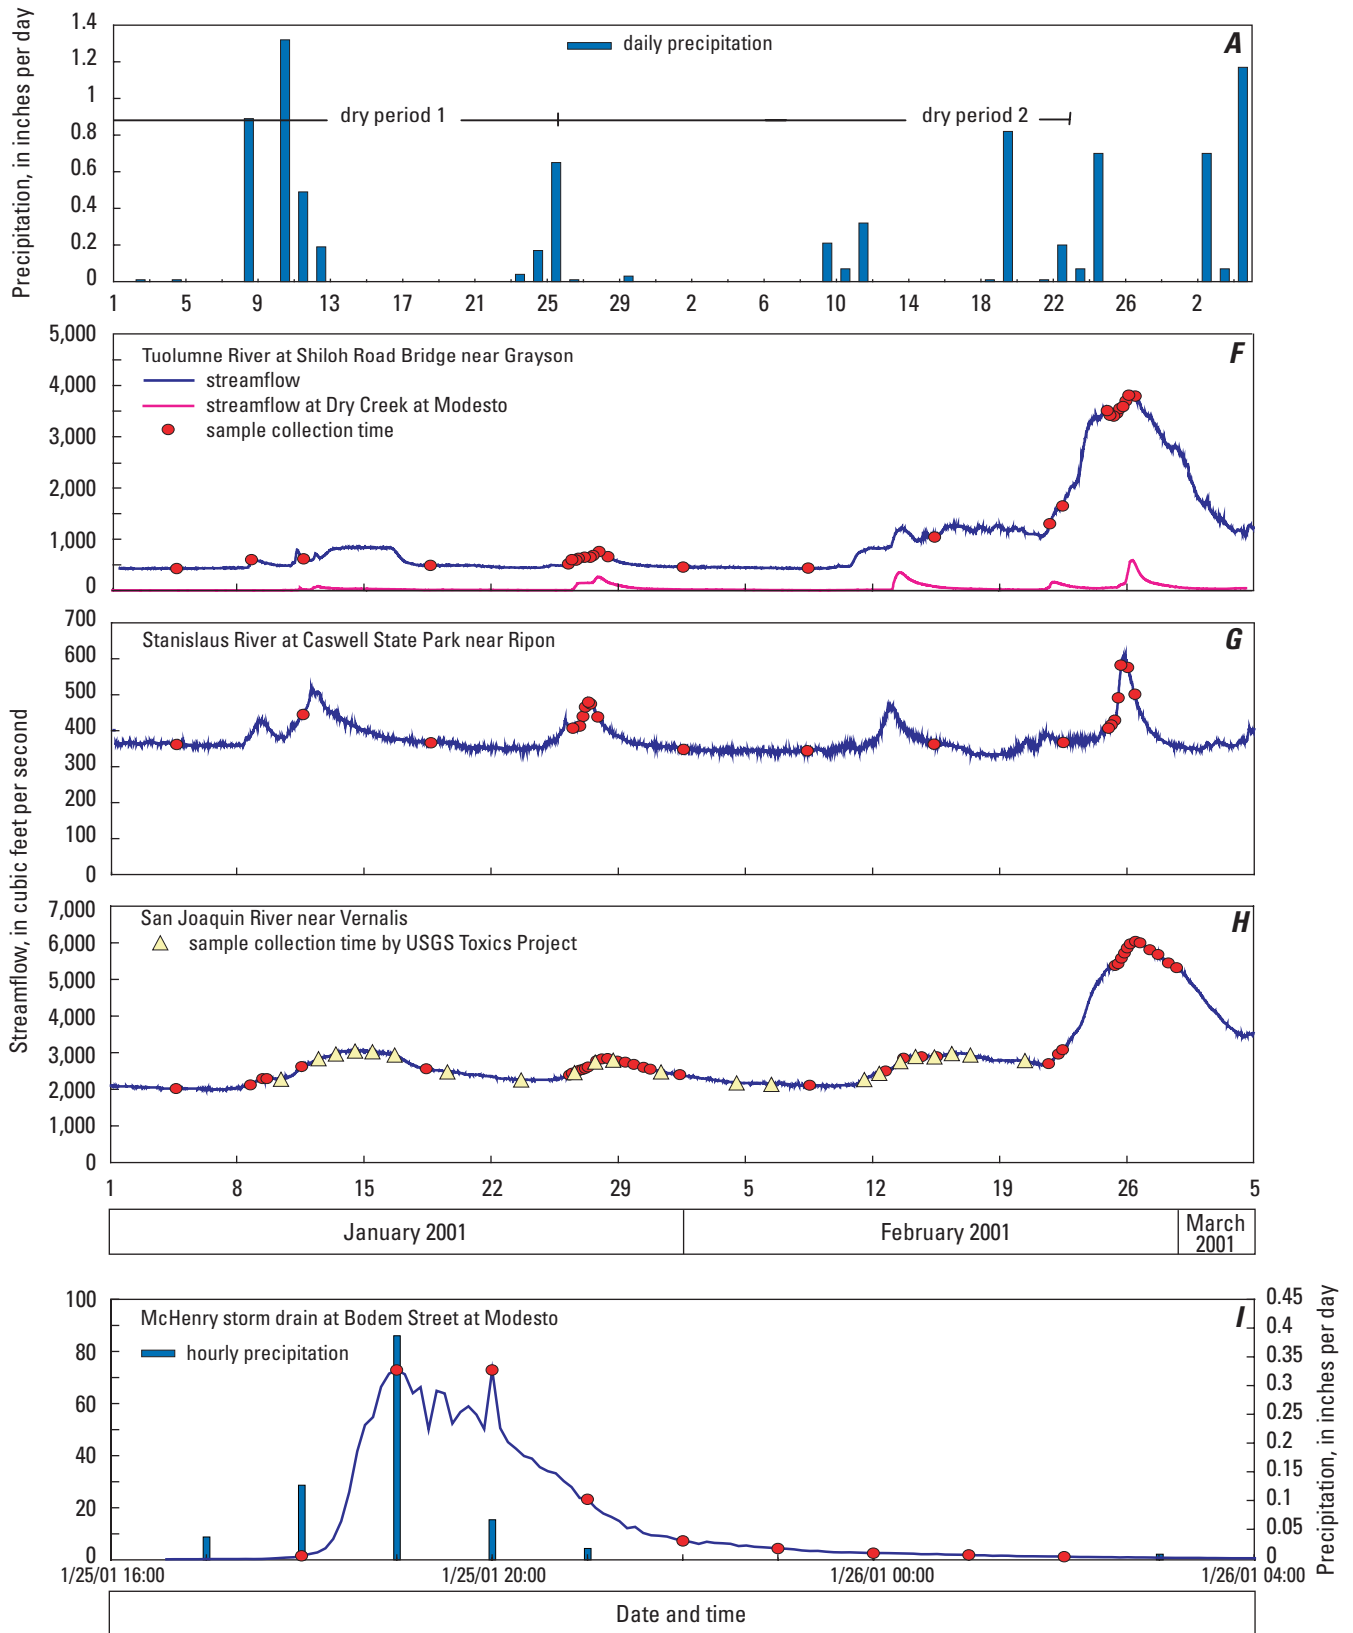 Precipitation, in inches per day
1.4
1.2
1
0.8
0.6
0.4
0.2
0
daily precipitation
A
dry period 1
dry period 2
1 5 9 13 17 21 25 29 2 6 10 14 18 22 26 2
Streamflow, in cubic feet per second
5,000
4,000
3,000
2,000
1,000
0
Tuolumne River at Shiloh Road Bridge near Grayson
F
streamflow
streamflow at Dry Creek at Modesto
sample collection time
700
600
500
400
300
200
100
0
Stanislaus River at Caswell State Park near Ripon
G
7,000
6,000
5,000
4,000
3,000
2,000
1,000
0
San Joaquin River near Vernalis
H
sample collection time by USGS Toxics Project
1 8 15 22 29 5 12 19 26 5
January 2001
February 2001
March
2001
100
80
60
40
20
0
McHenry storm drain at Bodem Street at Modesto
I
hourly precipitation
0.45
0.4
0.35
0.3
0.25
0.2
0.15
0.1
0.05
0
Precipitation, in inches per day
1/25/01 16:00 1/25/01 20:00 1/26/01 00:00 1/26/01 04:00
Date and time